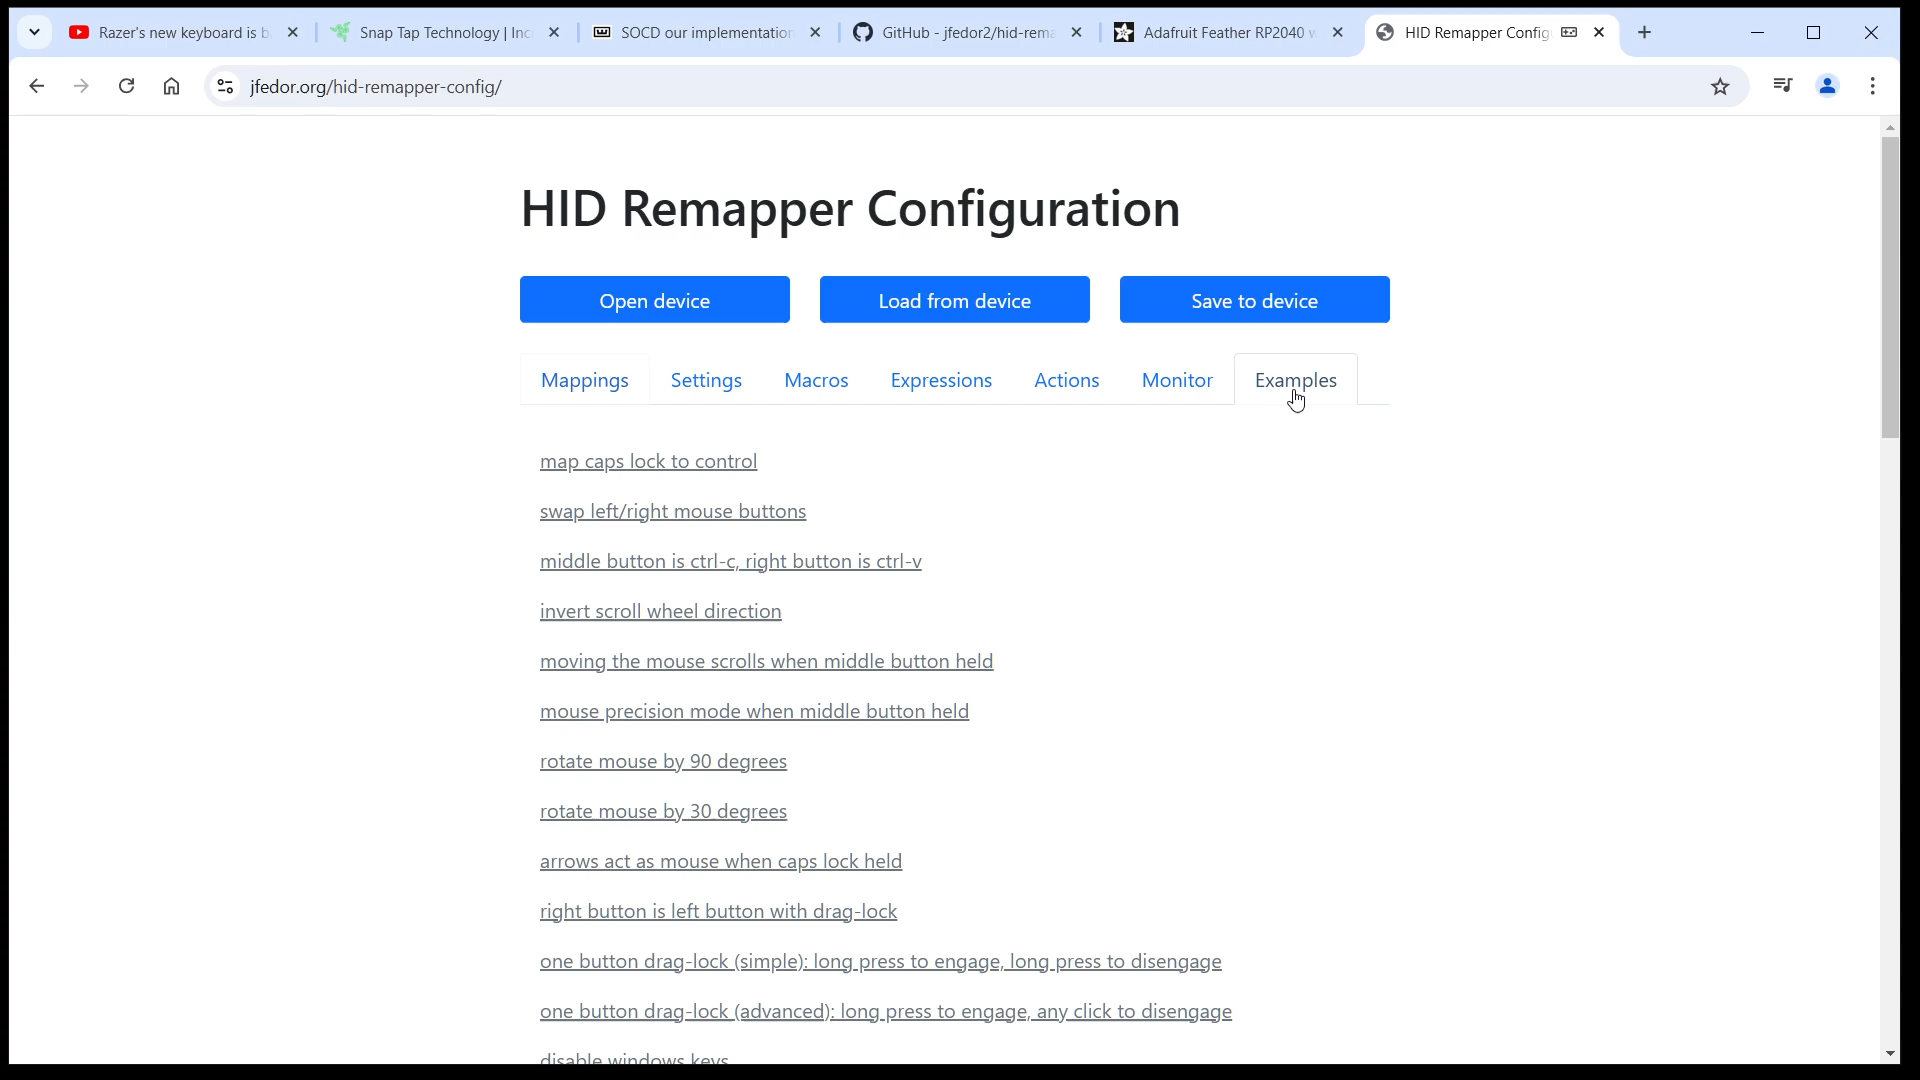 Razer's new keyboard is b
Snap Tap Technology | Inc
SOCD our implementation
GitHub - jfedor2/hid-rema
Adafruit Feather RP2040 w
HID Remapper Config
jfedor.org/hid-remapper-config/
HID Remapper Configuration
Open device
Load from device
Save to device
Mappings
Settings
Macros
Expressions
Actions
Monitor
Examples
map caps lock to control
swap left/right mouse buttons
middle button is ctrl-c, right button is ctrl-v
invert scroll wheel direction
moving the mouse scrolls when middle button held
mouse precision mode when middle button held
rotate mouse by 90 degrees
rotate mouse by 30 degrees
arrows act as mouse when caps lock held
right button is left button with drag-lock
one button drag-lock (simple): long press to engage, long press to disengage
one button drag-lock (advanced): long press to engage, any click to disengage
disable windows keys